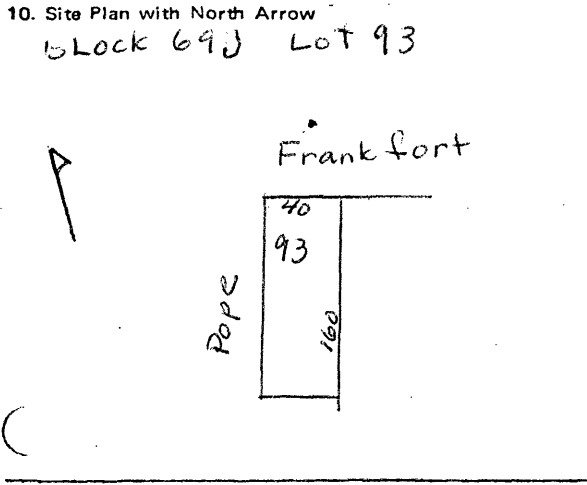 10. Site Plan with North Arrow
Block 69J Lot 93
Frankfort
40
93
Pope
160